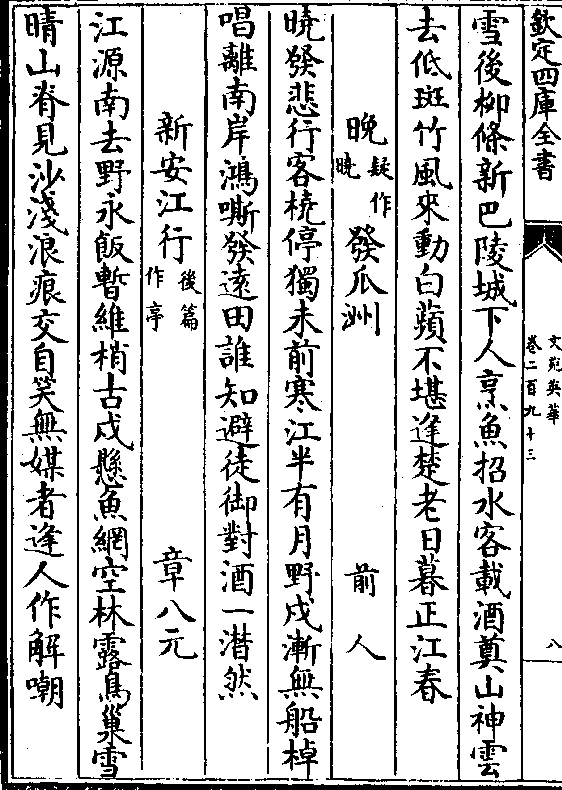 欽定四庫全書
文苑英華
卷二百九十三
八
雪後柳條新巴陵城下人烹魚招水客載酒奠山神雲
去低斑竹風來動白蘋不堪逢楚老日暮正江春
晚疑作曉發瓜洲 前人
曉發悲行客橈停獨未前寒江半有月野戍漸無船棹
唱離南岸鴻嘶發遠田誰知避徒御對酒一潸然
新安江行後篇作亭 章八元
江源南去野永飯暫維梢古戍懸魚網空林露鳥巢雪
晴山脊見沙淺浪痕交自笑無媒者逢人作解嘲